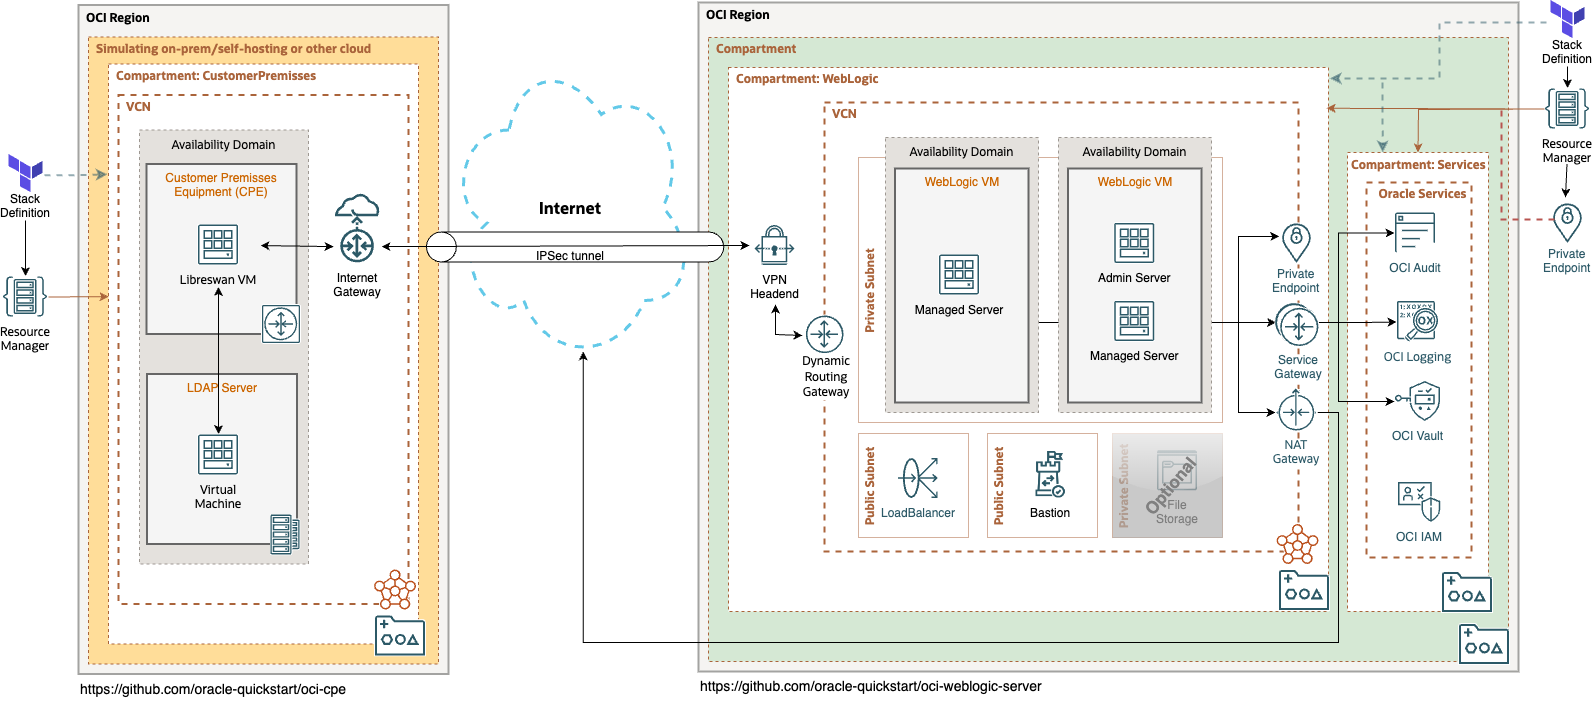 OCI Region
Simulating on-prem/self-hosting or other cloud
Compartment: CustomerPremisses
VCN
Availability Domain
Customer Premisses
Equipment (CPE)
Libreswan VM
LDAP Server
Virtual
Machine
Internet
Gateway
Stack
Definition
Resource
Manager
https://github.com/oracle-quickstart/oci-cpe
Internet
IPSec tunnel
OCI Region
Compartment
Compartment: WebLogic
VCN
VPN
Headend
Dynamic
Routing
Gateway
Private Subnet
Availability Domain
WebLogic VM
Managed Server
Availability Domain
WebLogic VM
Admin Server
Managed Server
Public Subnet
LoadBalancer
Public Subnet
Bastion
Private Subnet
Optional
File
Storage
Private
Endpoint
Service
Gateway
NAT
Gateway
Compartment: Services
Oracle Services
OCI Audit
1:XOXOX
2:X
OX
OCI Logging
OCI Vault
OCI IAM
Stack
Definition
Resource
Manager
Private
Endpoint
https://github.com/oracle-quickstart/oci-weblogic-server